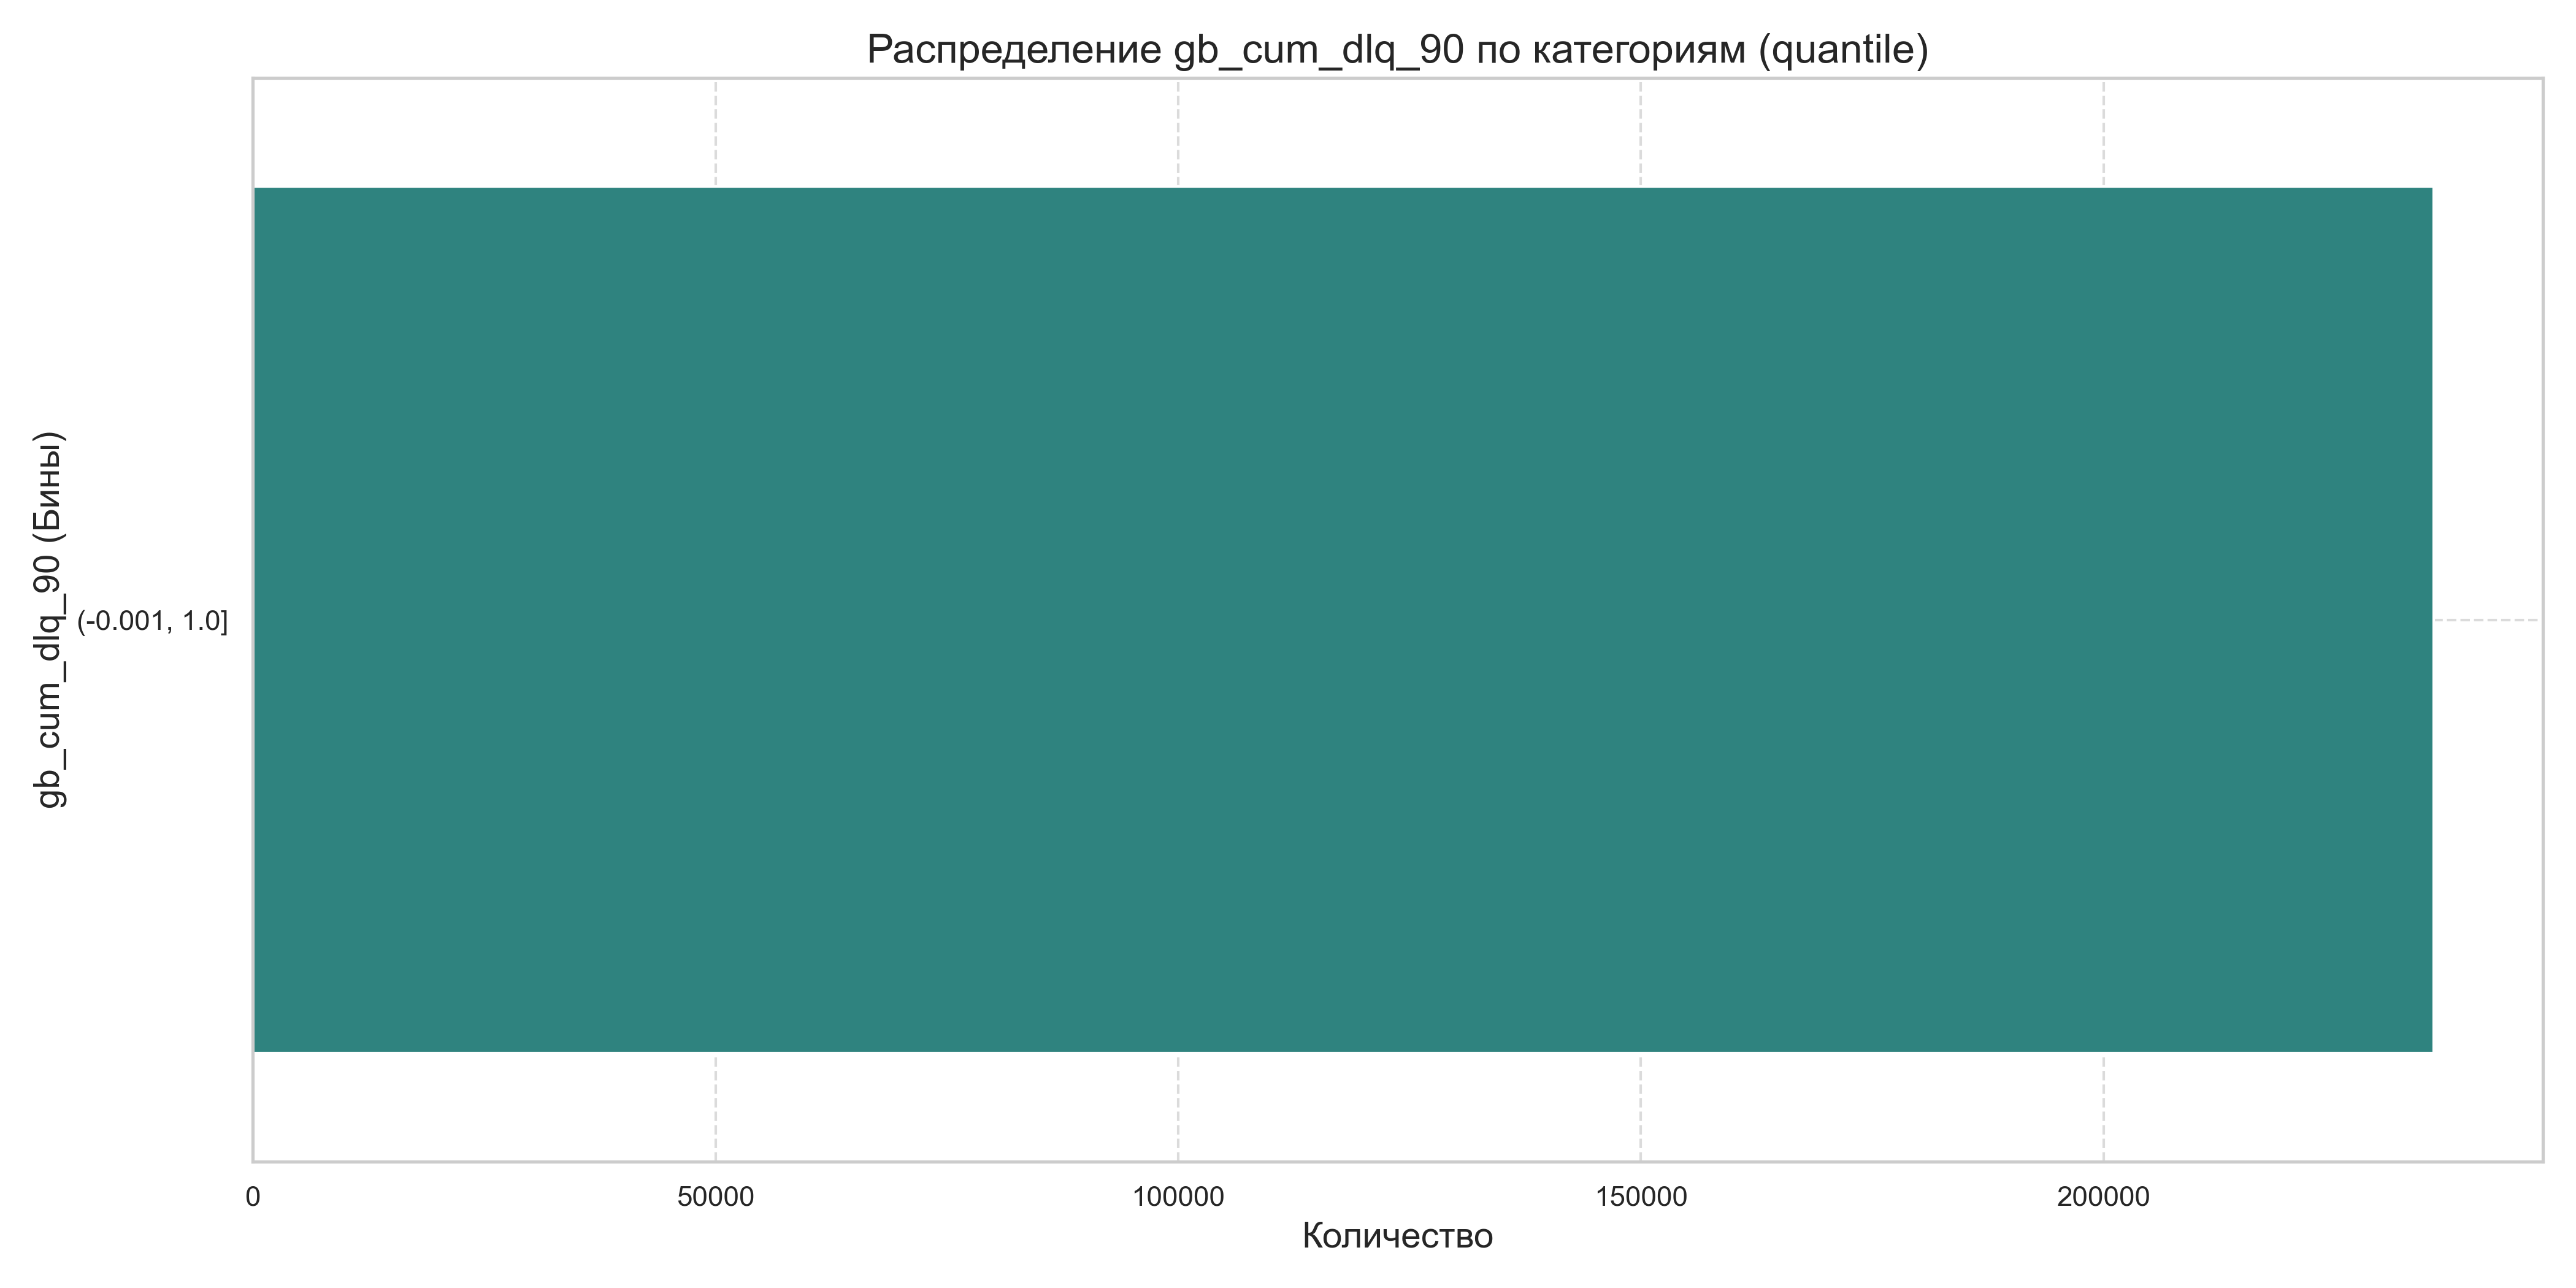 Распределение gb_cum_dlq_90 по категориям (quantile)
gb_cum_dlq_90 (Бины)
(-0.001, 1.0]
0
50000
100000
150000
200000
Количество